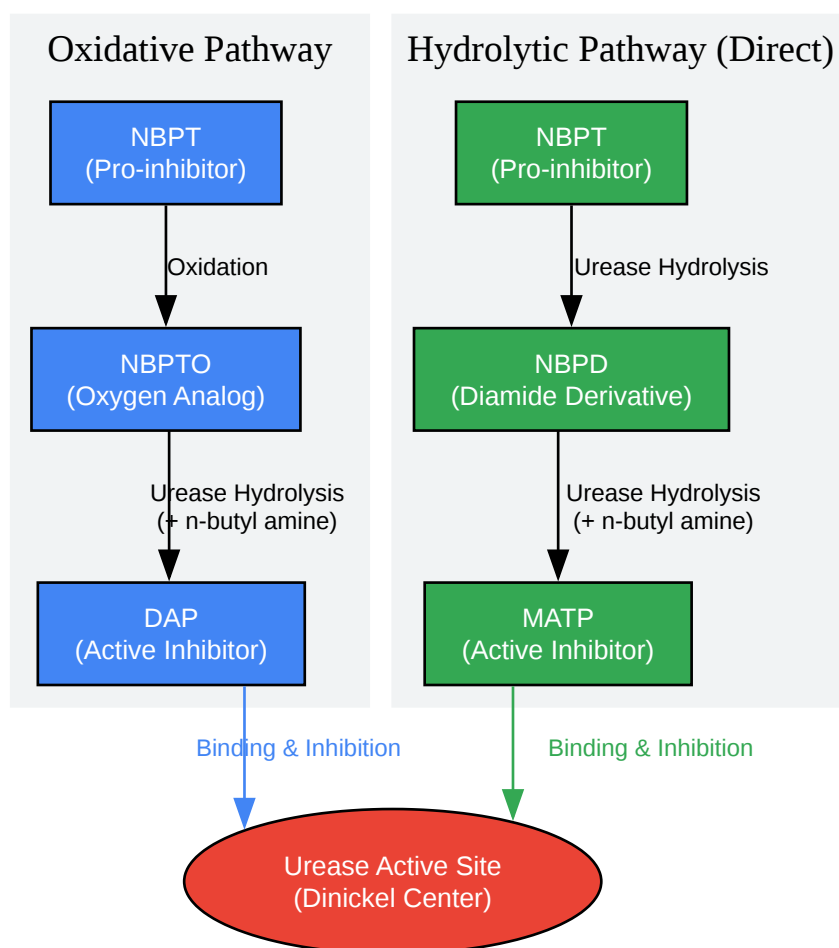 Oxidative Pathway
NBPT
(Pro-inhibitor)
Oxidation
NBPTO
(Oxygen Analog)
Urease Hydrolysis
(+ n-butyl amine)
DAP
(Active Inhibitor)
Binding & Inhibition
Hydrolytic Pathway (Direct)
NBPT
(Pro-inhibitor)
Urease Hydrolysis
NBPD
(Diamide Derivative)
Urease Hydrolysis
(+ n-butyl amine)
MATP
(Active Inhibitor)
Binding & Inhibition
Urease Active Site
(Dinickel Center)